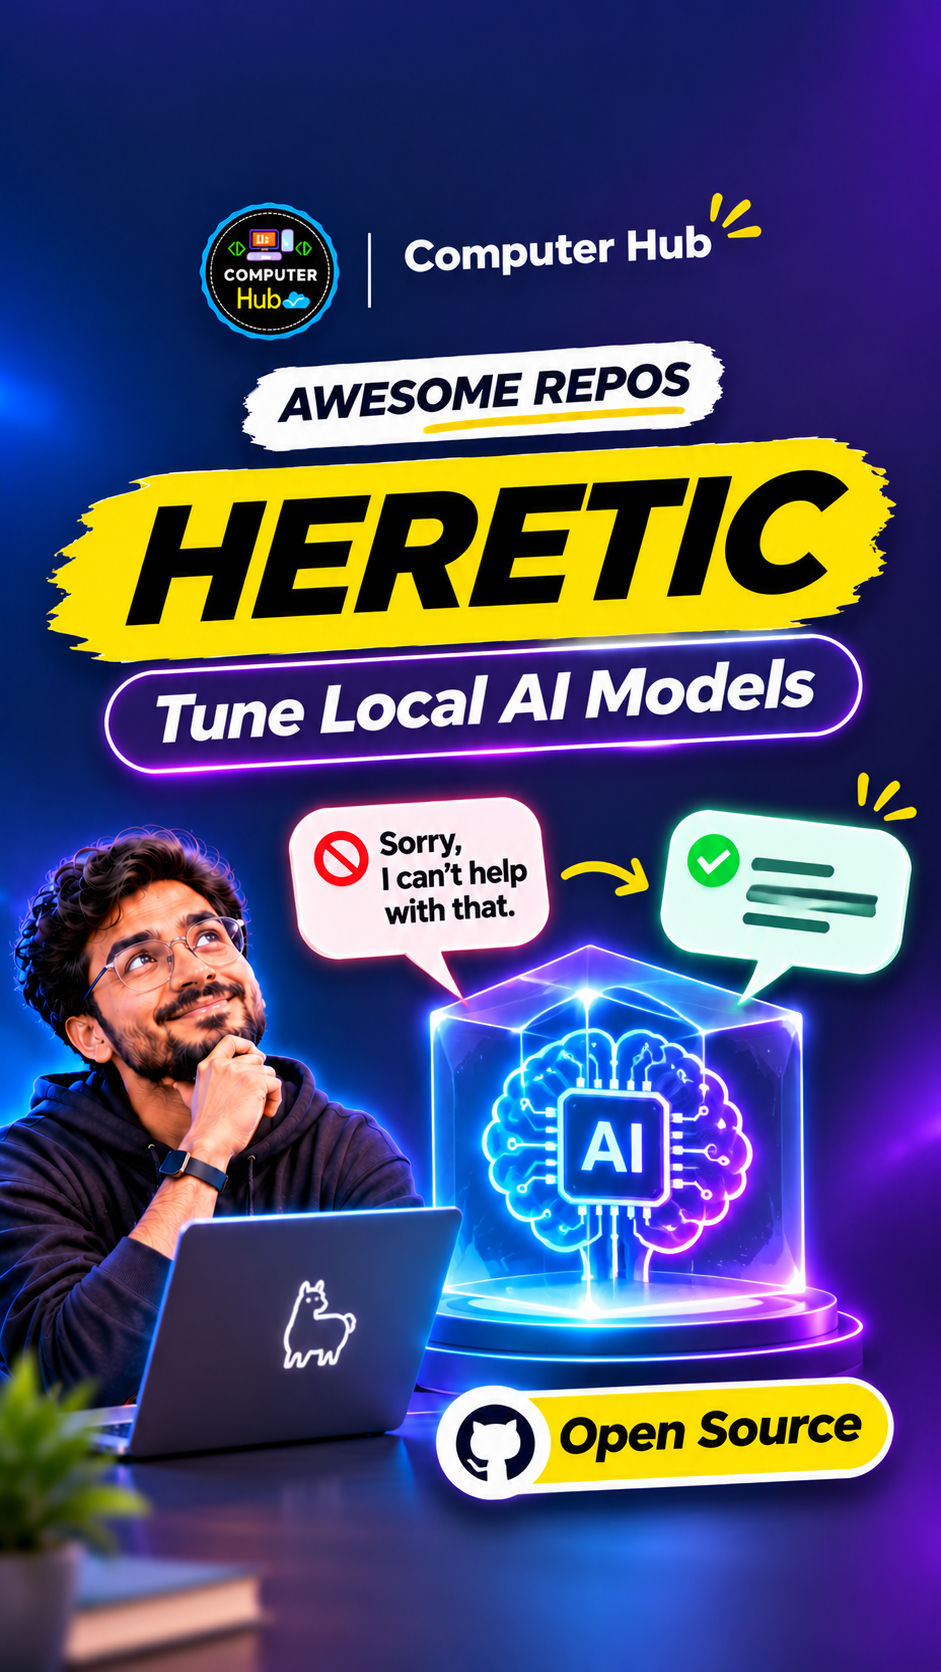 COMPUTER
Hub
Computer Hub
AWESOME REPOS
HERETIC
Tune Local AI Models
Sorry,
I can't help
with that.
AI
Open Source